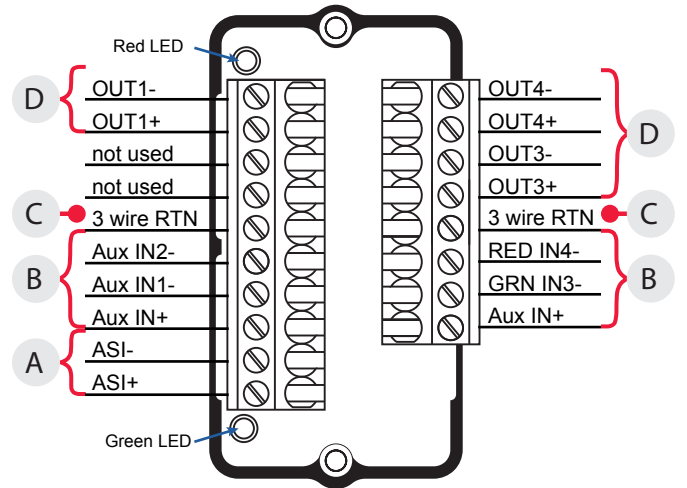 Red LED
D
OUT1-
OUT1+
not used
not used
C
3 wire RTN
B
Aux IN2-
Aux IN1-
Aux IN+
A
ASI-
ASI+
Green LED
OUT4-
OUT4+
OUT3-
OUT3+
D
3 wire RTN
C
RED IN4-
GRN IN3-
Aux IN+
B